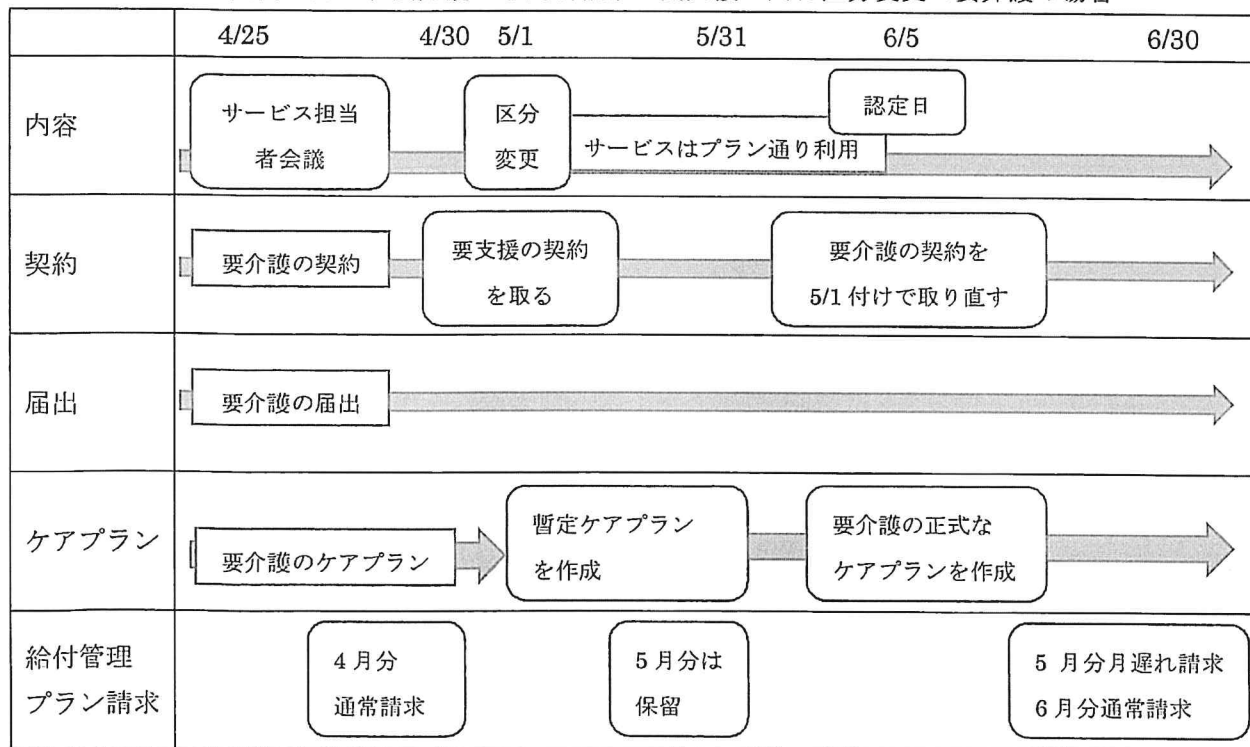 4/25 4/30 5/1 5/31 6/5 6/30
内容
サービス担当
者会議
区分
変更
サービスはプラン通り利用
認定日
契約
要介護の契約
要支援の契約
を取る
要介護の契約を
5/1 付けで取り直す
届出
要介護の届出
ケアプラン
要介護のケアプラン
暫定ケアプラン
を作成
要介護の正式な
ケアプランを作成
給付管理
プラン請求
4 月分
通常請求
5 月分は
保留
5 月分月遅れ請求
6 月分通常請求